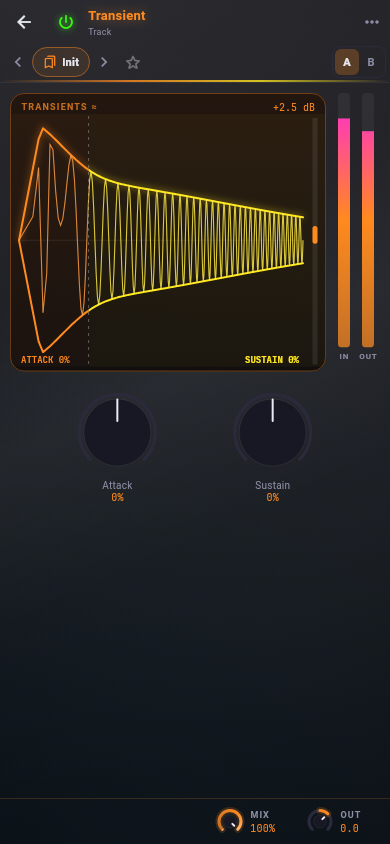 Transient
Track
Init
A B
TRANSIENTS ≈ +2.5 dB
ATTACK 0% SUSTAIN 0%
IN OUT
Attack Sustain
0% 0%
MIX OUT
100% 0.0